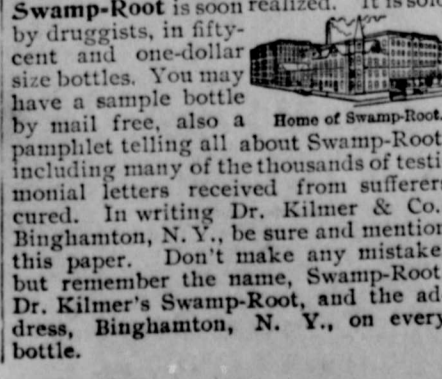 Swamp-Root is soon realized. It is sold
by druggists, in fifty-
cent and one-dollar
size bottles. You may
have a sample bottle
by mail free, also a
Home of Swamp-Root.
pamphlet telling all about Swamp-Root
including many of the thousands of testi
monial letters received from sufferers
cured. In writing Dr. Kilmer & Co.
Binghamton, N. Y., be sure and mention
this paper. Don't make any mistake
but remember the name, Swamp-Root
Dr. Kilmer's Swamp-Root, and the ad
dress, Binghamton, N. Y., on every
bottle.